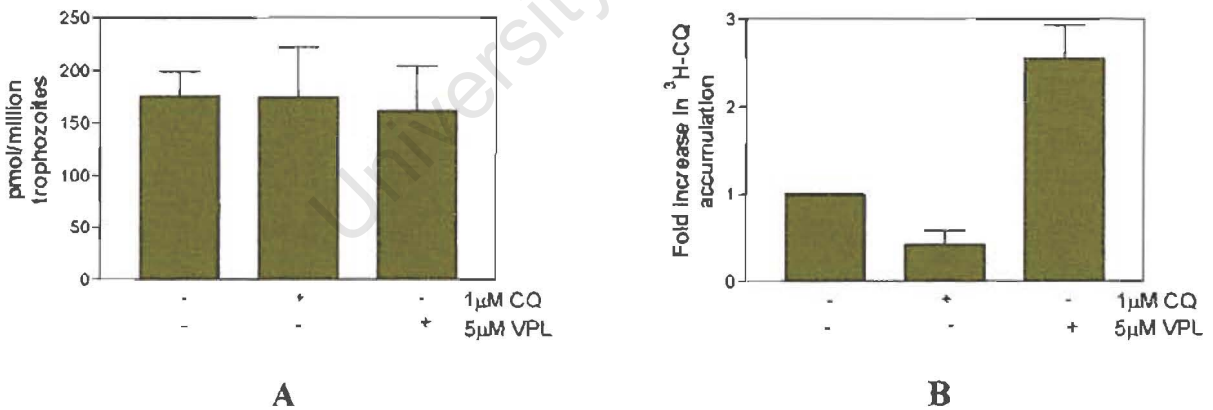 250
200
150
100
50
0
pmol/million
trophozoites
- + - 1µM CQ
- - + 5µM VPL
A
3
2
1
0
Fold increase in ³H-CQ
accumulation
- + - 1µM CQ
- - + 5µM VPL
B
University